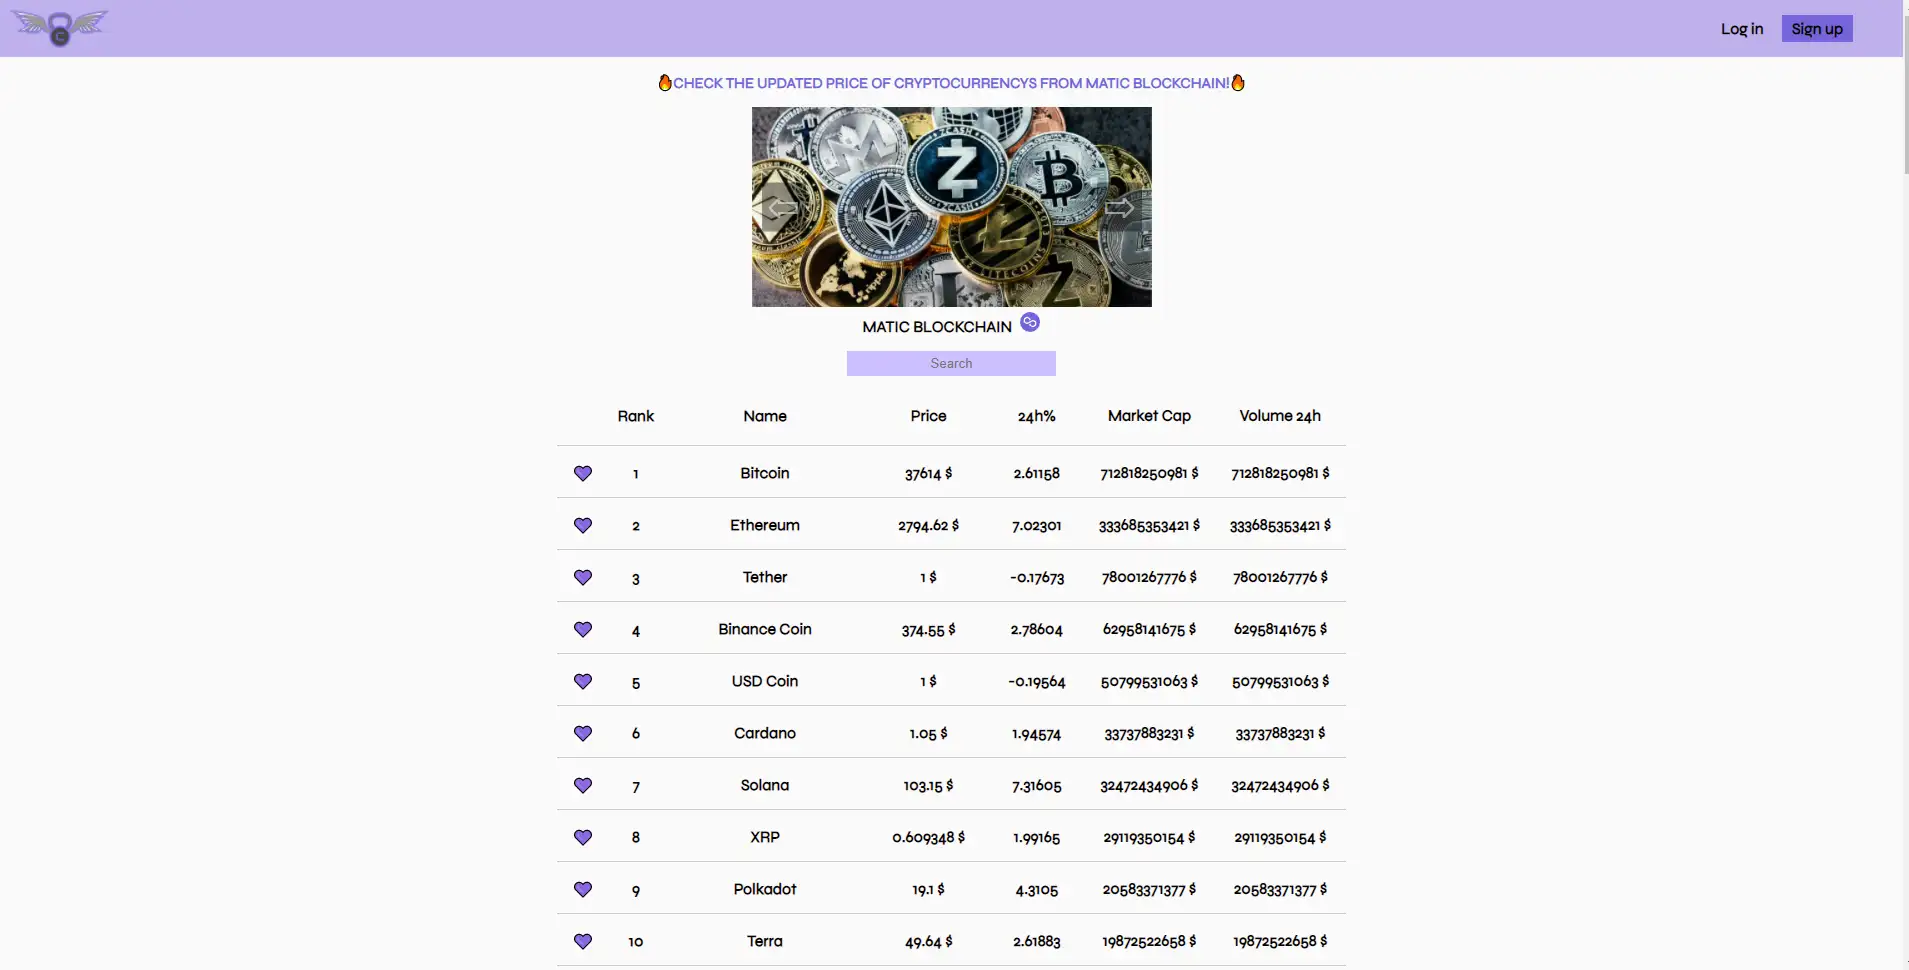 Log in Sign up
🔥CHECK THE UPDATED PRICE OF CRYPTOCURRENCYS FROM MATIC BLOCKCHAIN!🔥
ZCASH
ZCASH
LITECOIN
ripple
MATIC BLOCKCHAIN
Search
Rank Name Price 24h% Market Cap Volume 24h
1 Bitcoin 37614 $ 2.61158 712818250981 $ 712818250981 $
2 Ethereum 2794.62 $ 7.02301 333685353421 $ 333685353421 $
3 Tether 1 $ -0.17673 78001267776 $ 78001267776 $
4 Binance Coin 374.55 $ 2.78604 62958141675 $ 62958141675 $
5 USD Coin 1 $ -0.19564 50799531063 $ 50799531063 $
6 Cardano 1.05 $ 1.94574 33737883231 $ 33737883231 $
7 Solana 103.15 $ 7.31605 32472434906 $ 32472434906 $
8 XRP 0.609348 $ 1.99165 29119350154 $ 29119350154 $
9 Polkadot 19.1 $ 4.3105 20583371377 $ 20583371377 $
10 Terra 49.64 $ 2.61883 19872522658 $ 19872522658 $